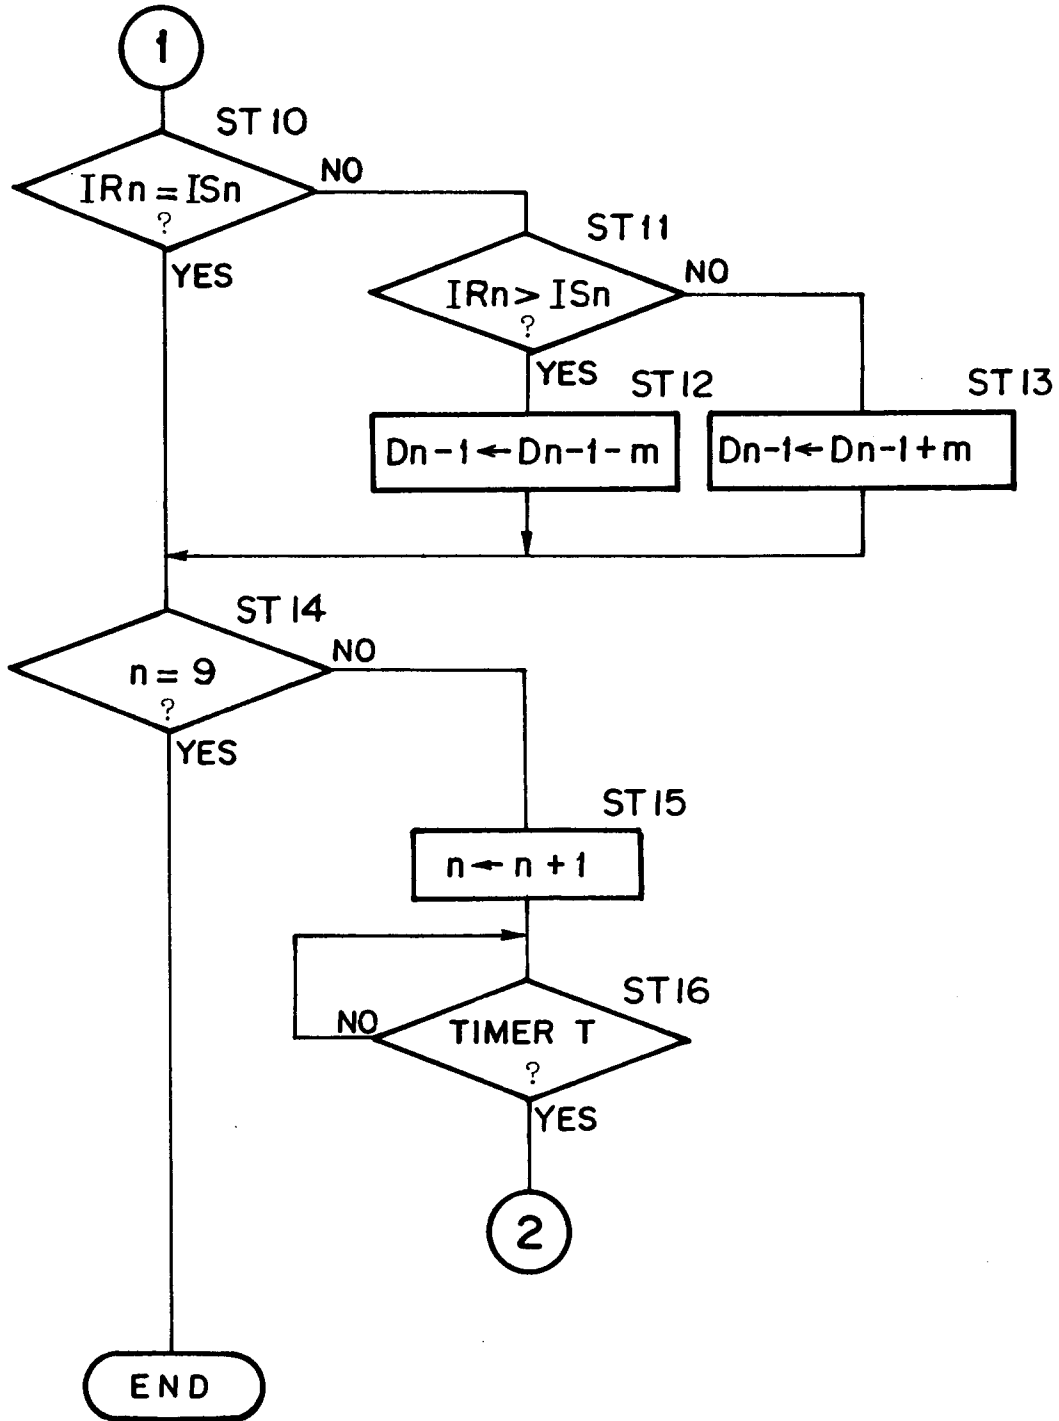 1
ST10
IRn = ISn
?
NO
YES
ST11
IRn > ISn
?
NO
YES
ST12
Dn-1←Dn-1-m
ST13
Dn-1←Dn-1+m
ST14
n = 9
?
NO
YES
ST15
n ← n + 1
ST16
TIMER T
?
NO
YES
2
END